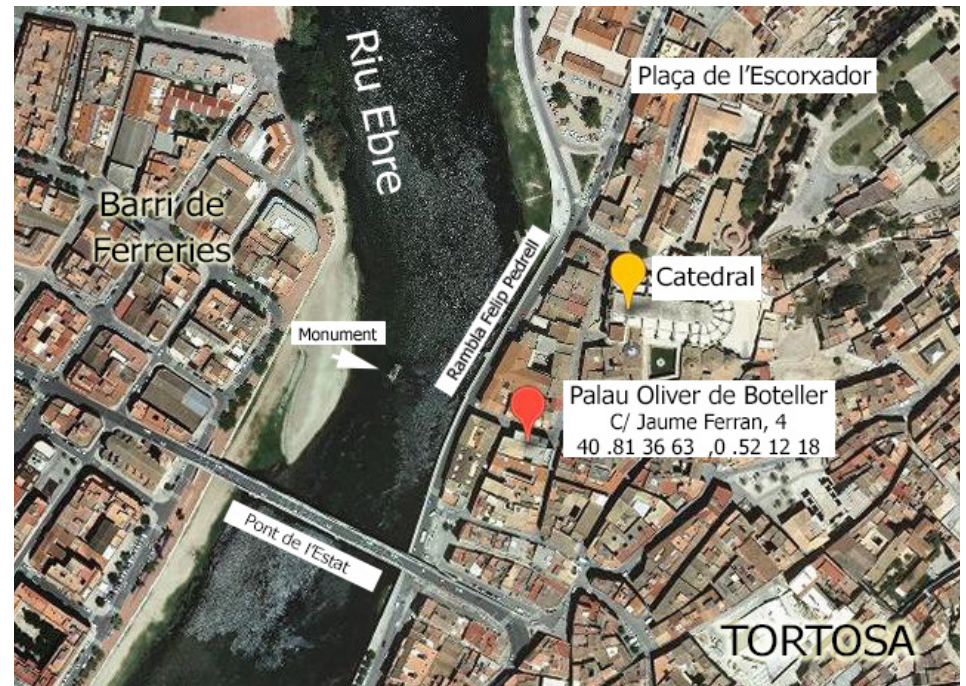 Riu Ebre
Plaça de l'Escorxador
Barri de
Ferreries
Rambla Felip Pedrell
Catedral
Monument
Palau Oliver de Boteller
C/ Jaume Ferran, 4
40 .81 36 63 ,0 .52 12 18
Pont de l'Estat
TORTOSA